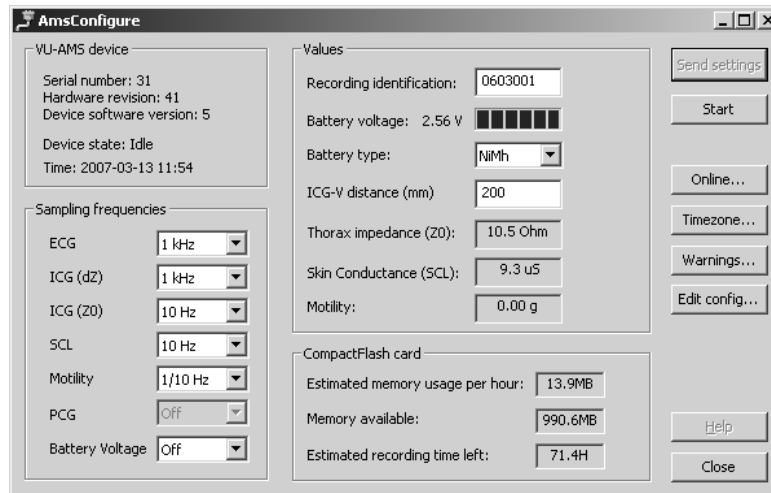 AmsConfigure
VU-AMS device
Serial number: 31
Hardware revision: 41
Device software version: 5
Device state: Idle
Time: 2007-03-13 11:54
Sampling frequencies
ECG 1 kHz
ICG (dZ) 1 kHz
ICG (Z0) 10 Hz
SCL 10 Hz
Motility 1/10 Hz
PCG Off
Battery Voltage Off
Values
Recording identification: 0603001
Battery voltage: 2.56 V
Battery type: NiMh
ICG-V distance (mm) 200
Thorax impedance (Z0): 10.5 Ohm
Skin Conductance (SCL): 9.3 uS
Motility: 0.00 g
CompactFlash card
Estimated memory usage per hour: 13.9MB
Memory available: 990.6MB
Estimated recording time left: 71.4H
Send settings
Start
Online...
Timezone...
Warnings...
Edit config...
Help
Close